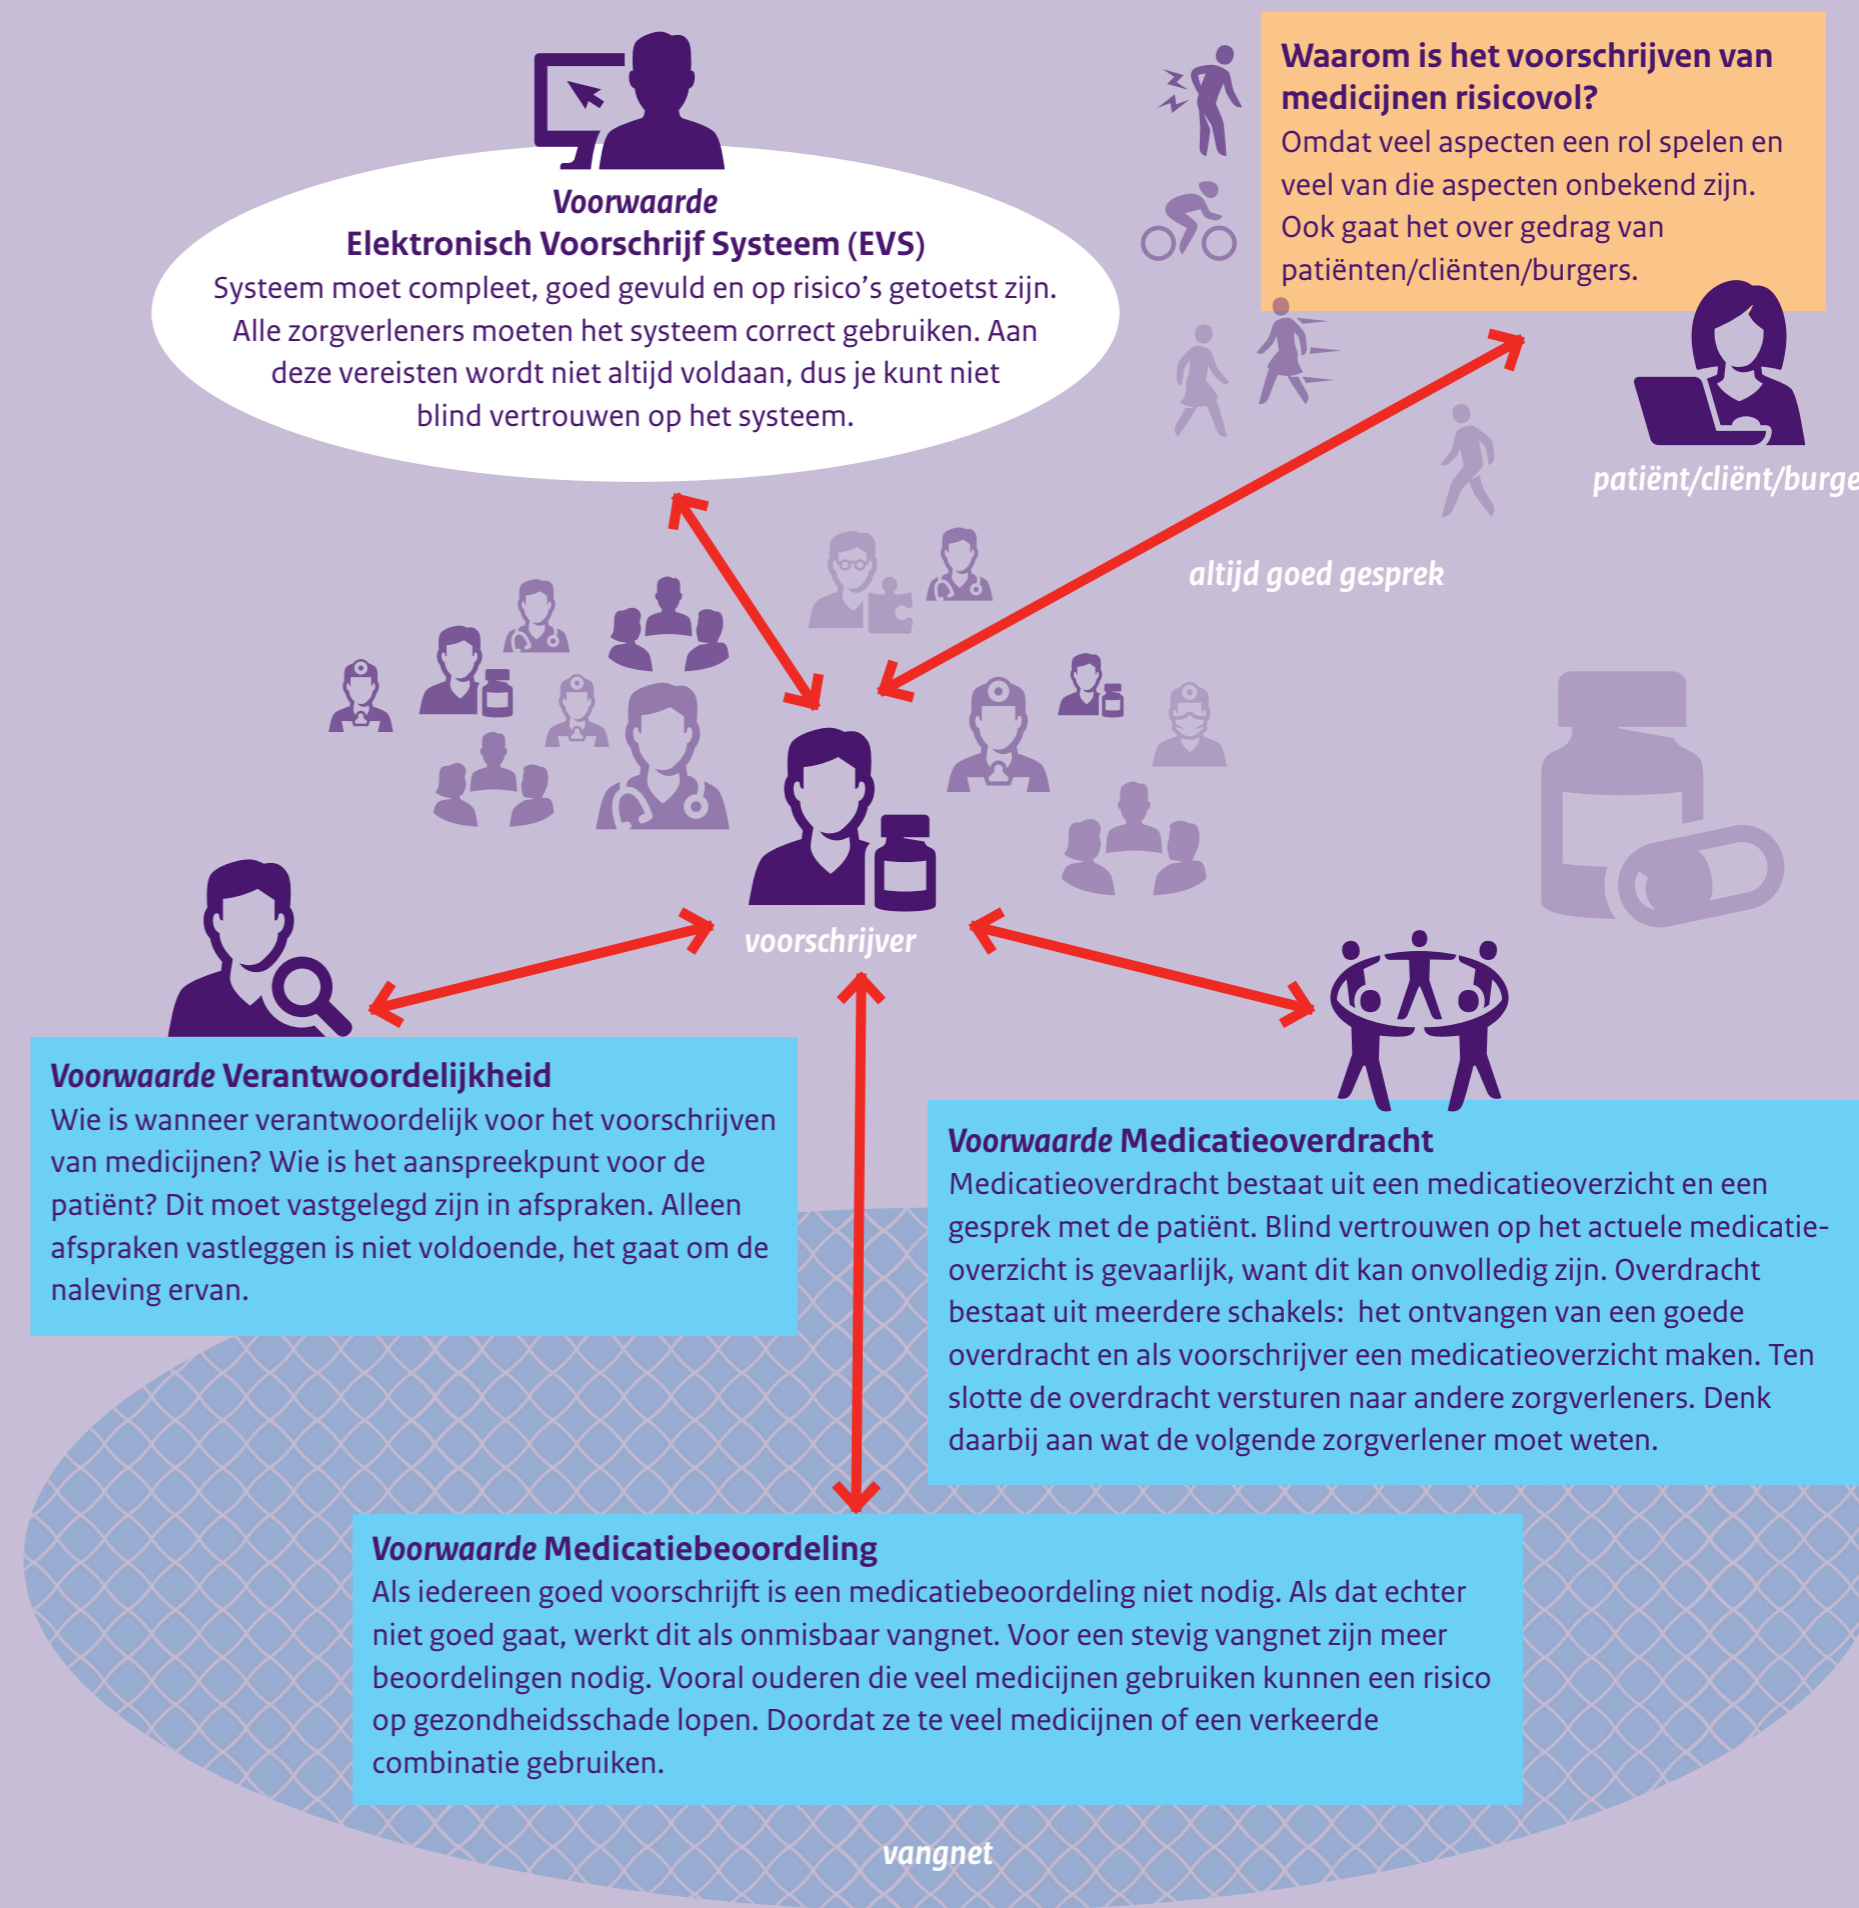 Voorwaarde
Elektronisch Voorschrijf Systeem (EVS)
Systeem moet compleet, goed gevuld en op risico's getoetst zijn.
Alle zorgverleners moeten het systeem correct gebruiken. Aan
deze vereisten wordt niet altijd voldaan, dus je kunt niet
blind vertrouwen op het systeem.
Waarom is het voorschrijven van
medicijnen risicovol?
Omdat veel aspecten een rol spelen en
veel van die aspecten onbekend zijn.
Ook gaat het over gedrag van
patiënten/cliënten/burgers.
patiënt/cliënt/burge
altijd goed gesprek
voorschrijver
Voorwaarde Verantwoordelijkheid
Wie is wanneer verantwoordelijk voor het voorschrijven
van medicijnen? Wie is het aanspreekpunt voor de
patiënt? Dit moet vastgelegd zijn in afspraken. Alleen
afspraken vastleggen is niet voldoende, het gaat om de
naleving ervan.
Voorwaarde Medicatieoverdracht
Medicatieoverdracht bestaat uit een medicatieoverzicht en een
gesprek met de patiënt. Blind vertrouwen op het actuele medicatie-
overzicht is gevaarlijk, want dit kan onvolledig zijn. Overdracht
bestaat uit meerdere schakels:  het ontvangen van een goede
overdracht en als voorschrijver een medicatieoverzicht maken. Ten
slotte de overdracht versturen naar andere zorgverleners. Denk
daarbij aan wat de volgende zorgverlener moet weten.
Voorwaarde Medicatiebeoordeling
Als iedereen goed voorschrijft is een medicatiebeoordeling niet nodig. Als dat echter
niet goed gaat, werkt dit als onmisbaar vangnet. Voor een stevig vangnet zijn meer
beoordelingen nodig. Vooral ouderen die veel medicijnen gebruiken kunnen een risico
op gezondheidsschade lopen. Doordat ze te veel medicijnen of een verkeerde
combinatie gebruiken.
vangnet